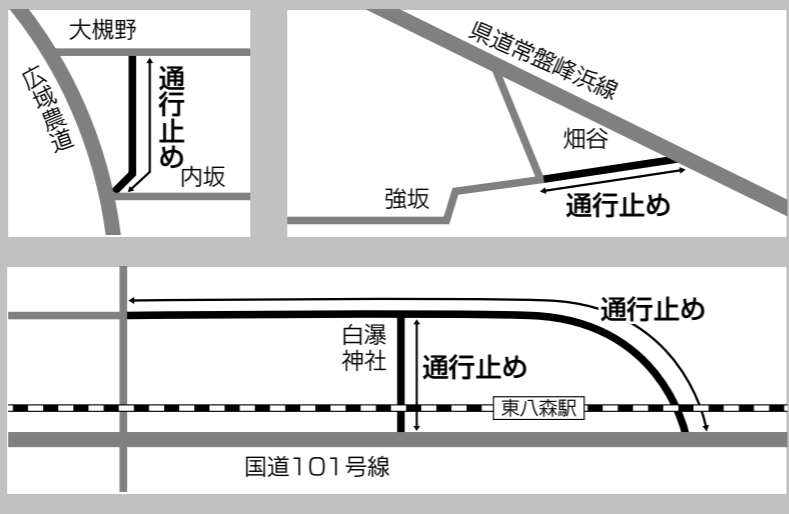 大槻野
広域農道
通行止め
内坂
県道常盤峰浜線
畑谷
強坂
通行止め
通行止め
白瀑
神社
通行止め
東八森駅
国道101号線